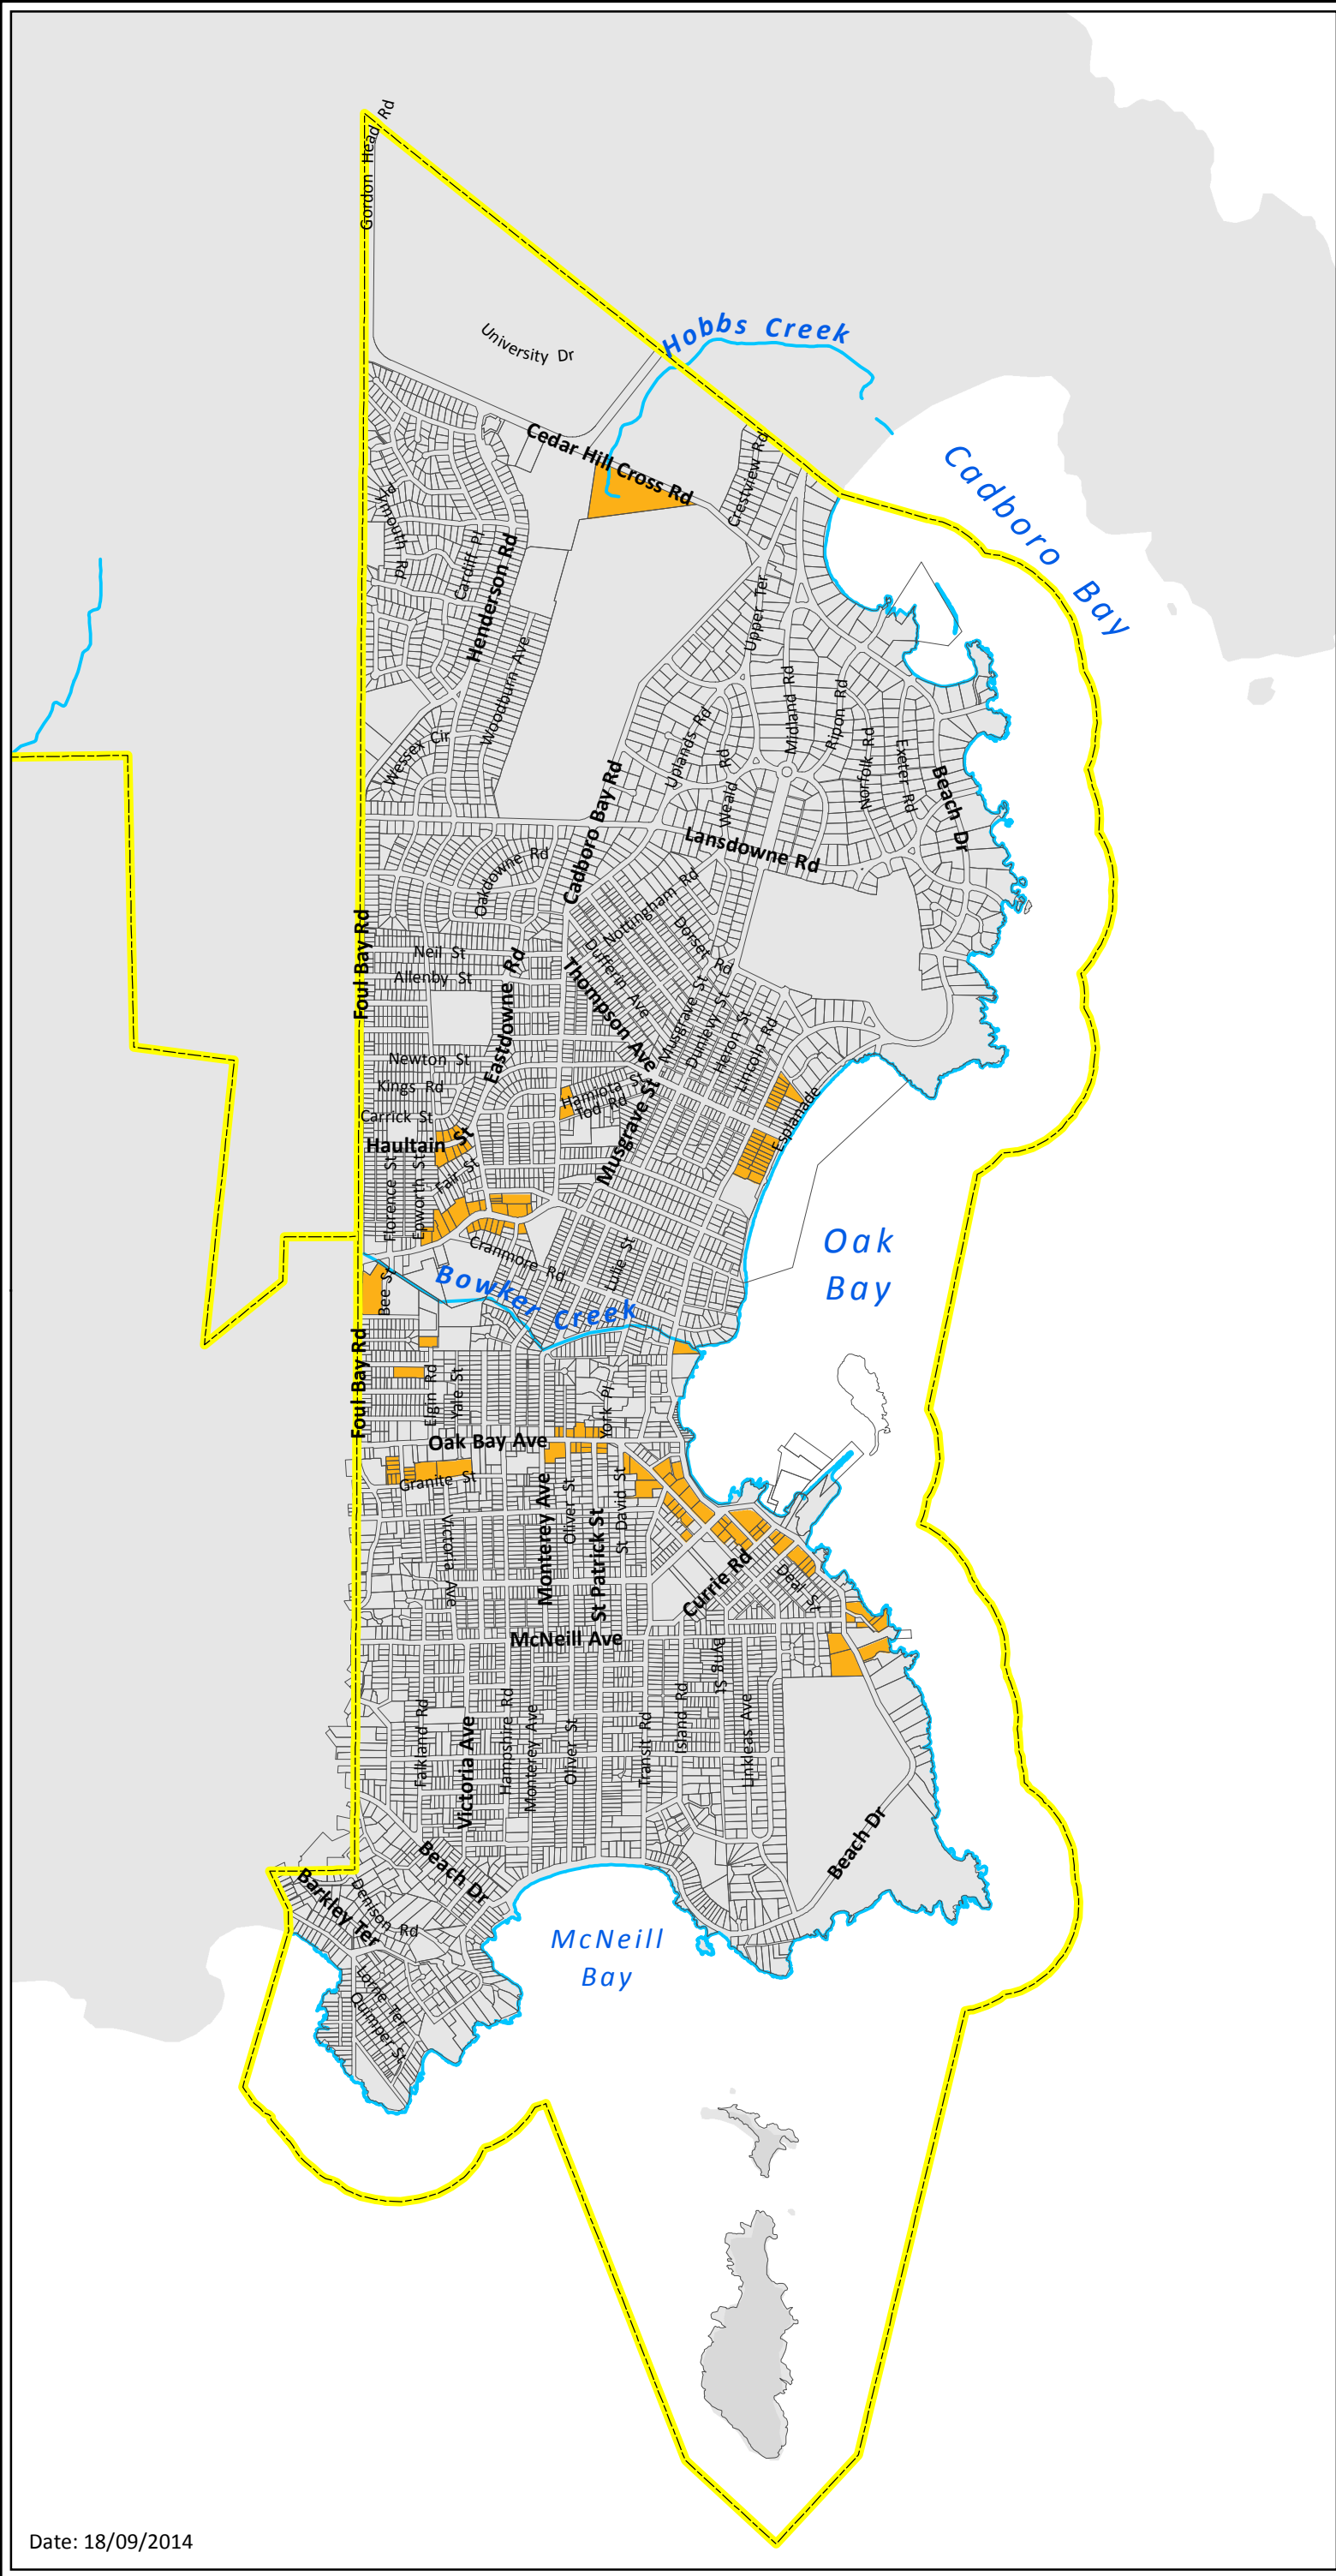 Gordon Head Rd
University Dr
Hobbs Creek
Cedar Hill Cross Rd
Crestview Rd
Cadboro Bay
Cardiff Pl
Henderson Rd
Upper Ter
Woodburn Ave
Midland Rd
Ripon Rd
Uplands Rd
Wessex Cir
Norfolk Rd
Exeter Rd
Weald Rd
Beach Dr
Cadboro Bay Rd
Lansdowne Rd
Oakdowne Rd
Nottingham Rd
Foul Bay Rd
Neil St
Dorset Rd
Allenby St
Dufferin Ave
Eastdowne Rd
Thompson Ave
Musgrave St
Dunlevy St
Heron St
Lincoln Rd
Newton St
Kings Rd
Hamiota St
Tod Rd
Carrick St
Esplanade
Haultain St
Musgrave St
Florence St
Epworth St
Fair St
Oak
Bay
Cranmore Rd
Lulie St
Bee St
Bowker Creek
Foul Bay Rd
Elgin Rd
Yale St
York Pl
Oak Bay Ave
Granite St
Monterey Ave
Oliver St
St David St
St Patrick St
Victoria Ave
Currie Rd
Deal St
McNeill Ave
Byng St
Falkland Rd
Victoria Ave
Hampshire Rd
Monterey Ave
Oliver St
Transit Rd
Island Rd
Linkleas Ave
Beach Dr
Beach Dr
Barkley Ter
Denison Rd
McNeill
Bay
Lorne Ter
Quimper St
Date: 18/09/2014